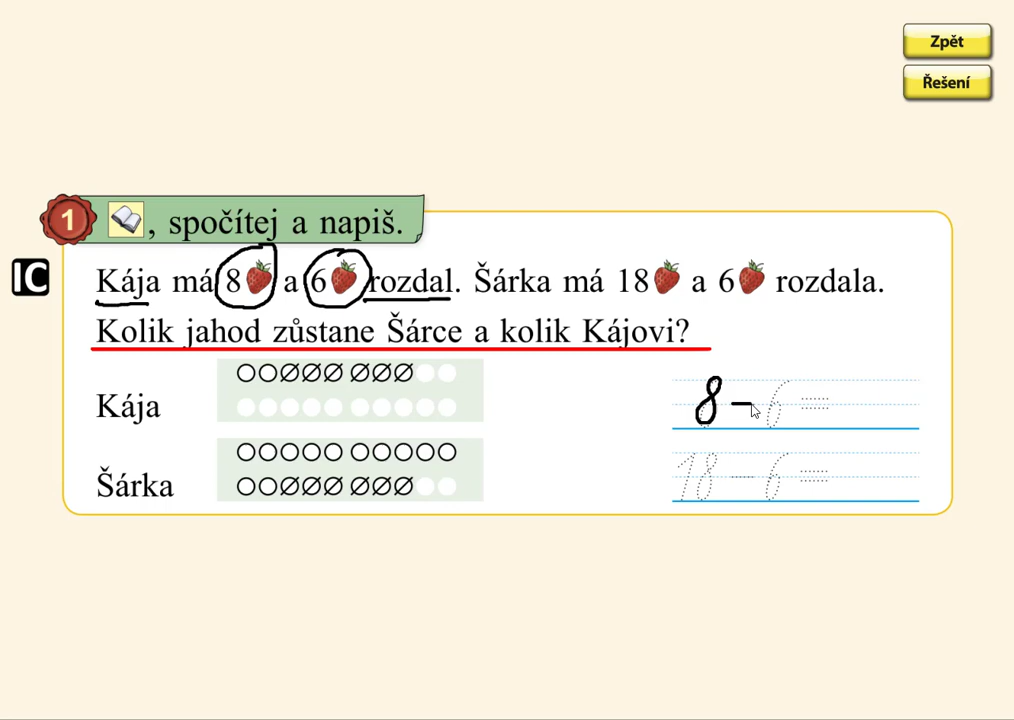 Zpět
Řešení
1 , spočítej a napiš.
IC
Kája má 8 a 6 rozdal. Šárka má 18 a 6 rozdala.
Kolik jahod zůstane Šárce a kolik Kájovi?
Kája 8 – 6 =
Šárka 18 – 6 =